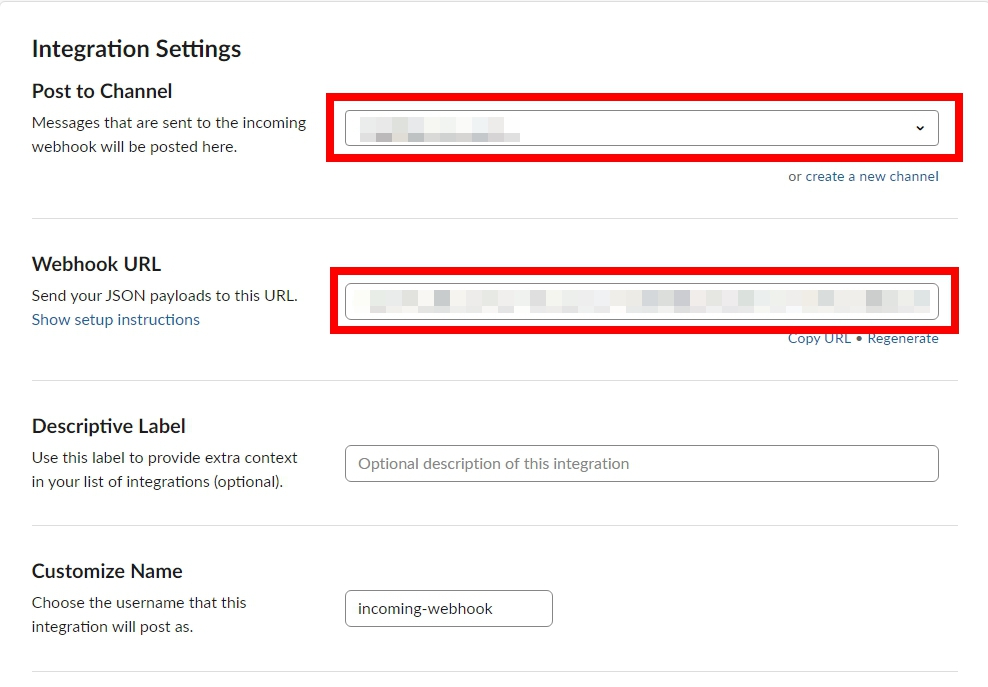 Integration Settings
Post to Channel
Messages that are sent to the incoming
webhook will be posted here.
or create a new channel
Webhook URL
Send your JSON payloads to this URL.
Show setup instructions
Copy URL • Regenerate
Descriptive Label
Use this label to provide extra context
in your list of integrations (optional).
Optional description of this integration
Customize Name
Choose the username that this
integration will post as.
incoming-webhook